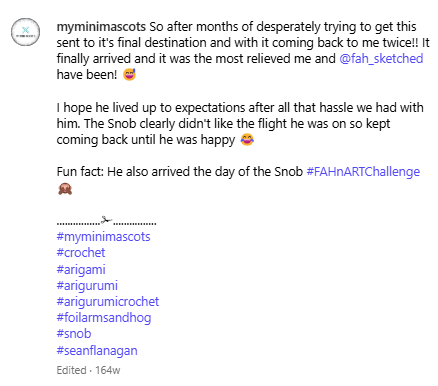 myminimascots So after months of desperately trying to get this
sent to it's final destination and with it coming back to me twice!! It
finally arrived and it was the most relieved me and @fah_sketched
have been! 😅
I hope he lived up to expectations after all that hassle we had with
him. The Snob clearly didn't like the flight he was on so kept
coming back until he was happy 😂
Fun fact: He also arrived the day of the Snob #FAHnARTChallenge
🙈
................✂................
#myminimascots
#crochet
#arigami
#arigurumi
#arigurumicrochet
#foilarmsandhog
#snob
#seanflanagan
Edited · 164w